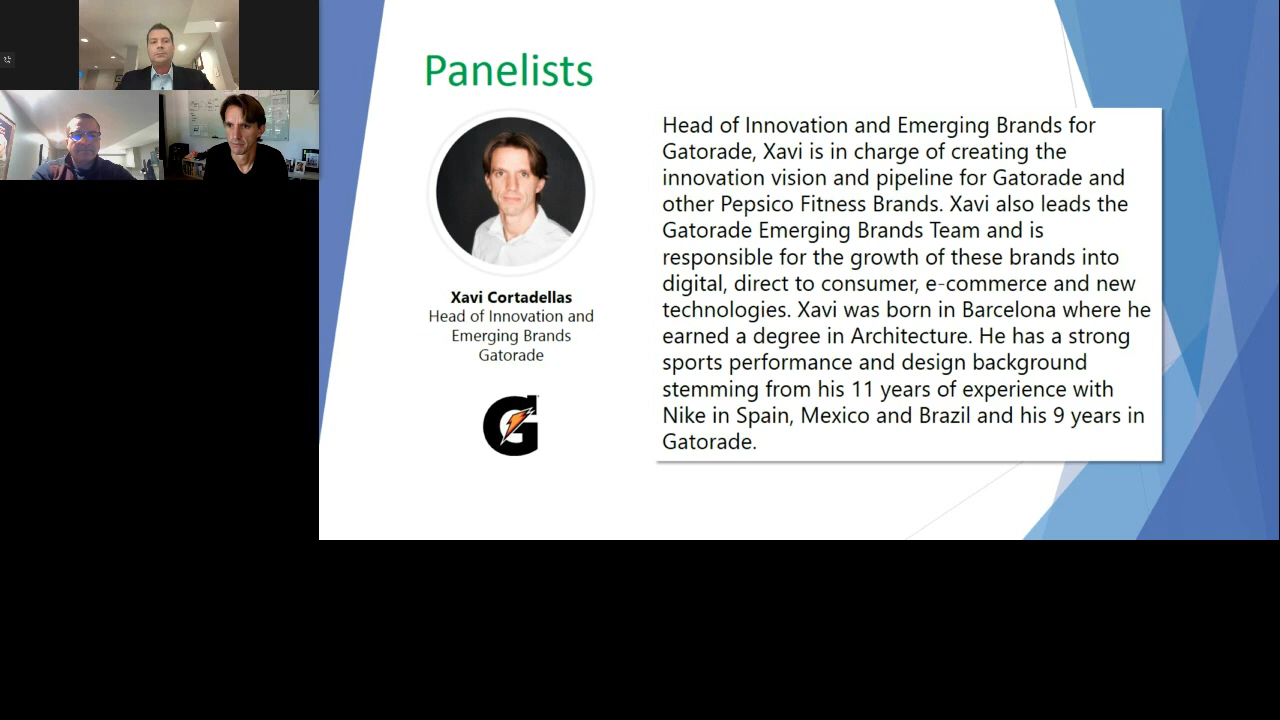 Panelists
Xavi Cortadellas
Head of Innovation and
Emerging Brands
Gatorade
G
Head of Innovation and Emerging Brands for
Gatorade, Xavi is in charge of creating the
innovation vision and pipeline for Gatorade and
other Pepsico Fitness Brands. Xavi also leads the
Gatorade Emerging Brands Team and is
responsible for the growth of these brands into
digital, direct to consumer, e-commerce and new
technologies. Xavi was born in Barcelona where he
earned a degree in Architecture. He has a strong
sports performance and design background
stemming from his 11 years of experience with
Nike in Spain, Mexico and Brazil and his 9 years in
Gatorade.